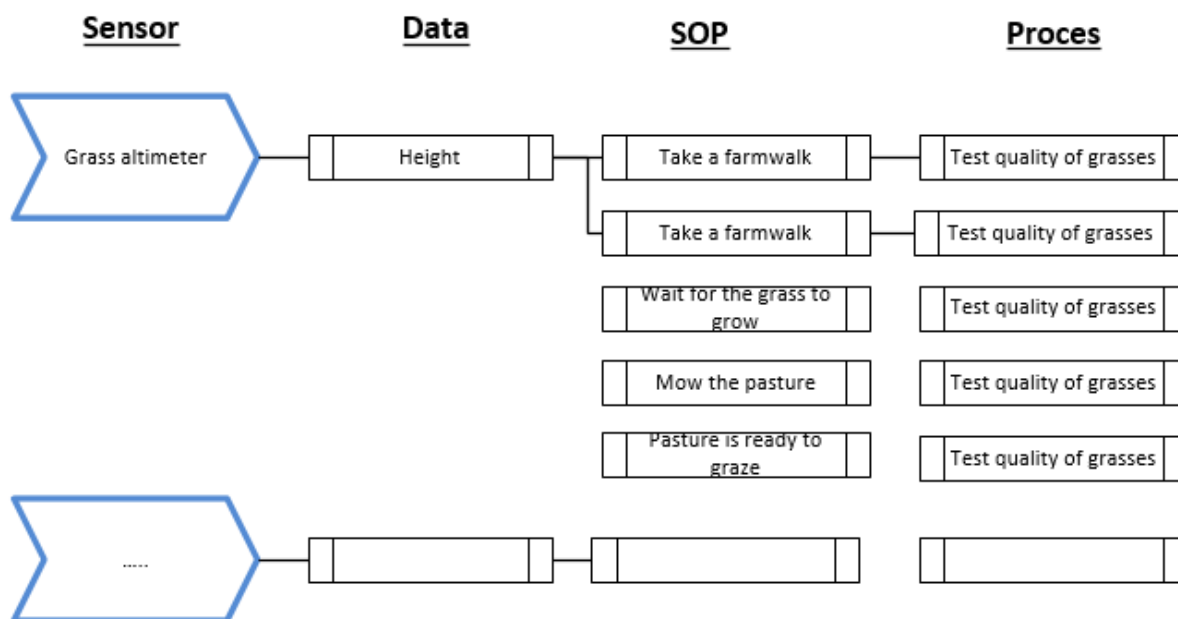 Sensor Data SOP Proces
Grass altimeter Height Take a farmwalk Test quality of grasses
Take a farmwalk Test quality of grasses
Wait for the grass to
grow
Test quality of grasses
Mow the pasture Test quality of grasses
Pasture is ready to
graze
Test quality of grasses
.....